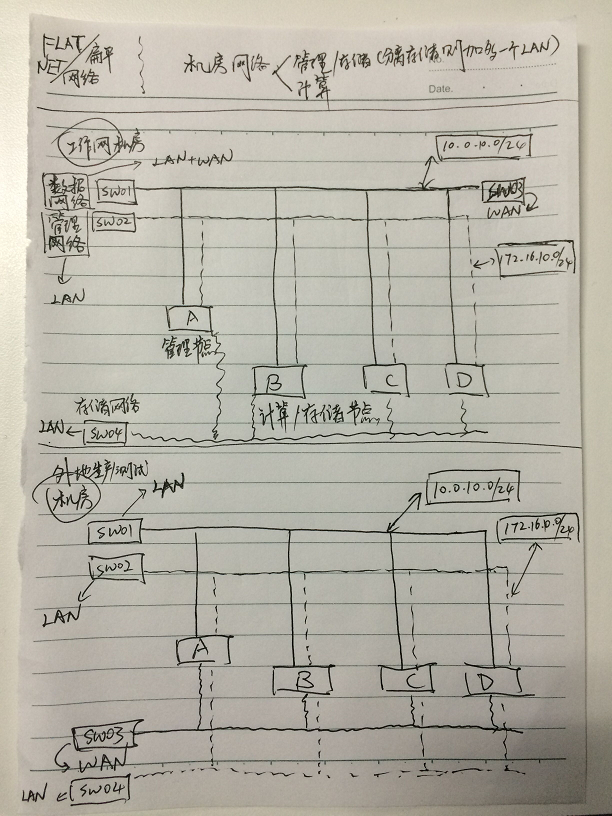 FLAT
NET/扁平
网络
机房网络 < 管理/存储(分离存储则加多一个LAN)
计算
Date.
工作网机房
LAN+WAN
10.0.10.0/24
数据网络
SW01
SW03
WAN
管理网络
SW02
172.16.10.0/24
LAN
A
管理节点
B
C
D
存储网络
计算/存储节点
LAN
SW04
外地生产测试
机房
LAN
10.0.10.0/24
SW01
172.16.10.0/24
SW02
LAN
A
B
C
D
SW03
WAN
LAN
SW04